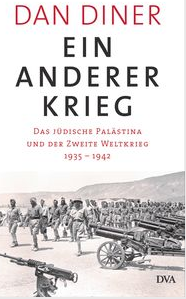 DAN DINER
EIN
ANDERER
KRIEG
DAS JÜDISCHE PALÄSTINA
UND DER ZWEITE WELTKRIEG
1935 – 1942
DVA